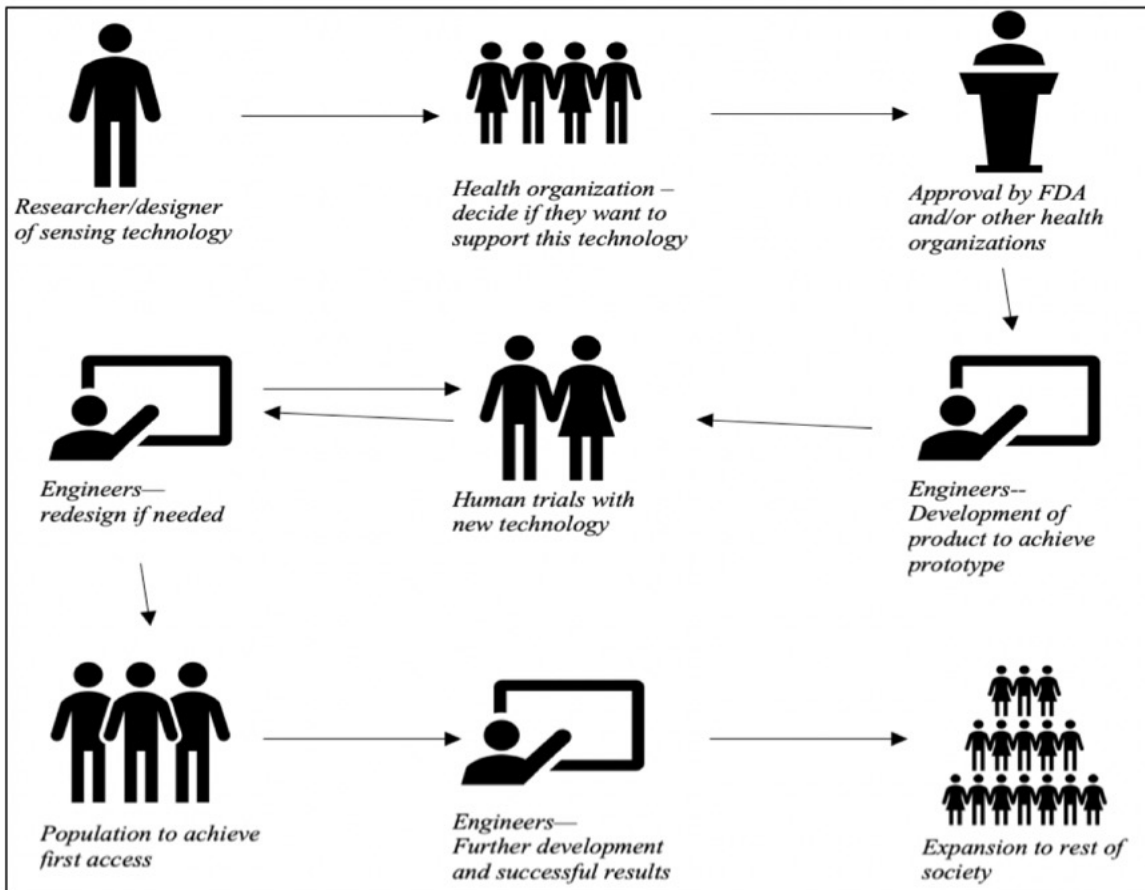 Researcher/designer
of sensing technology
Health organization –
decide if they want to
support this technology
Approval by FDA
and/or other health
organizations
Engineers—
redesign if needed
Human trials with
new technology
Engineers--
Development of
product to achieve
prototype
Population to achieve
first access
Engineers—
Further development
and successful results
Expansion to rest of
society